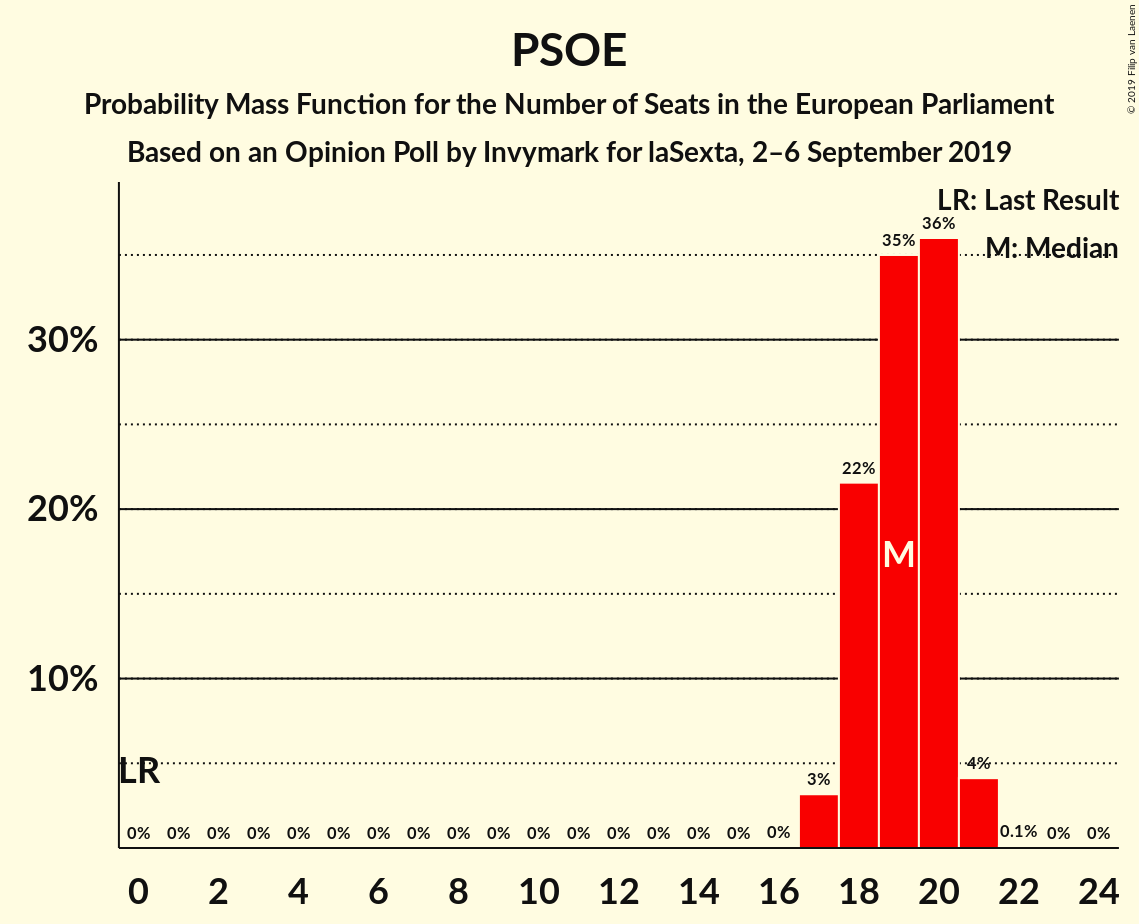 PSOE
Probability Mass Function for the Number of Seats in the European Parliament
Based on an Opinion Poll by Invymark for laSexta, 2–6 September 2019
© 2019 Filip van Laenen
LR: Last Result
M: Median
30%
20%
10%
LR
M
0% 0% 0% 0% 0% 0% 0% 0% 0% 0% 0% 0% 0% 0% 0% 0% 0% 3% 22% 35% 36% 4% 0.1% 0% 0%
0 2 4 6 8 10 12 14 16 18 20 22 24